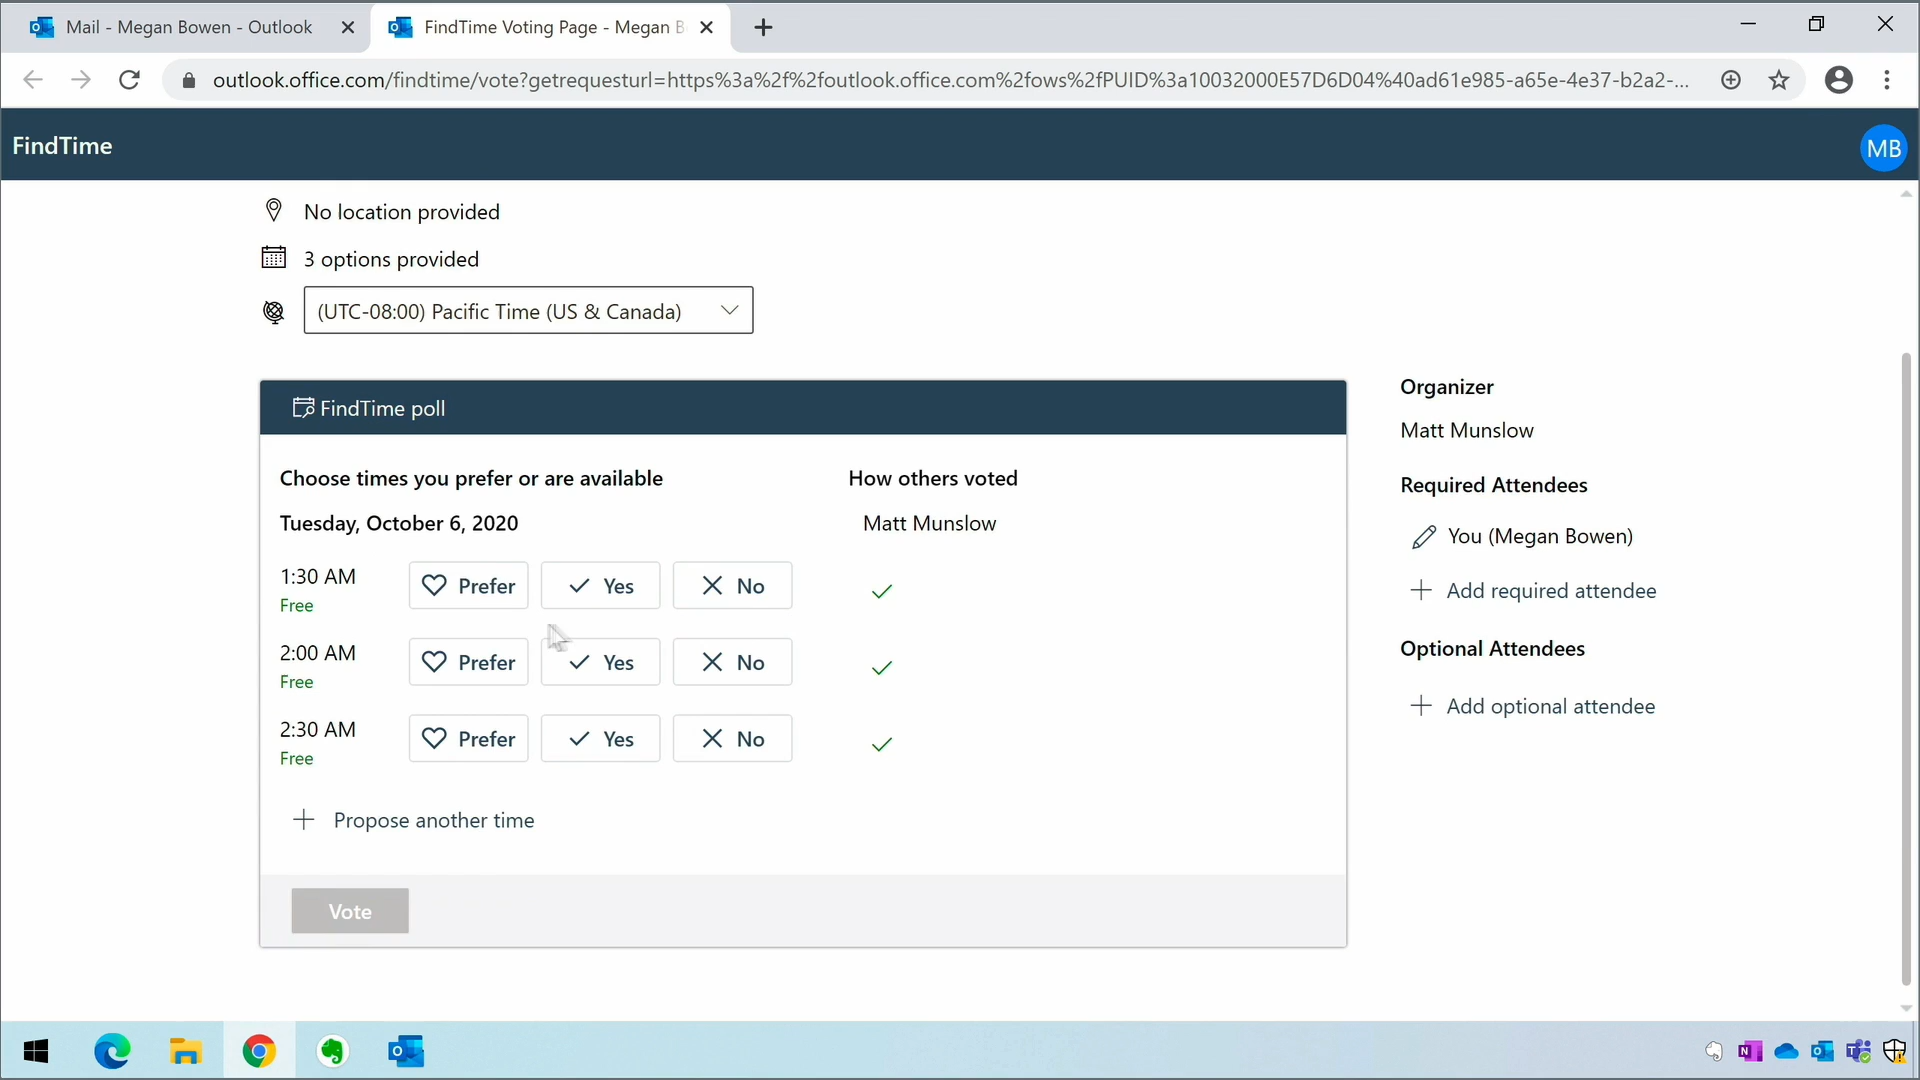 Mail - Megan Bowen - Outlook
FindTime Voting Page - Megan B
outlook.office.com/findtime/vote?getrequesturl=https%3a%2f%2foutlook.office.com%2fows%2fPUID%3a10032000E57D6D04%40ad61e985-a65e-4e37-b2a2-...
FindTime
MB
No location provided
3 options provided
(UTC-08:00) Pacific Time (US & Canada)
FindTime poll
Choose times you prefer or are available
How others voted
Tuesday, October 6, 2020
Matt Munslow
1:30 AM
Free
Prefer
Yes
No
2:00 AM
Free
Prefer
Yes
No
2:30 AM
Free
Prefer
Yes
No
Propose another time
Vote
Organizer
Matt Munslow
Required Attendees
You (Megan Bowen)
Add required attendee
Optional Attendees
Add optional attendee